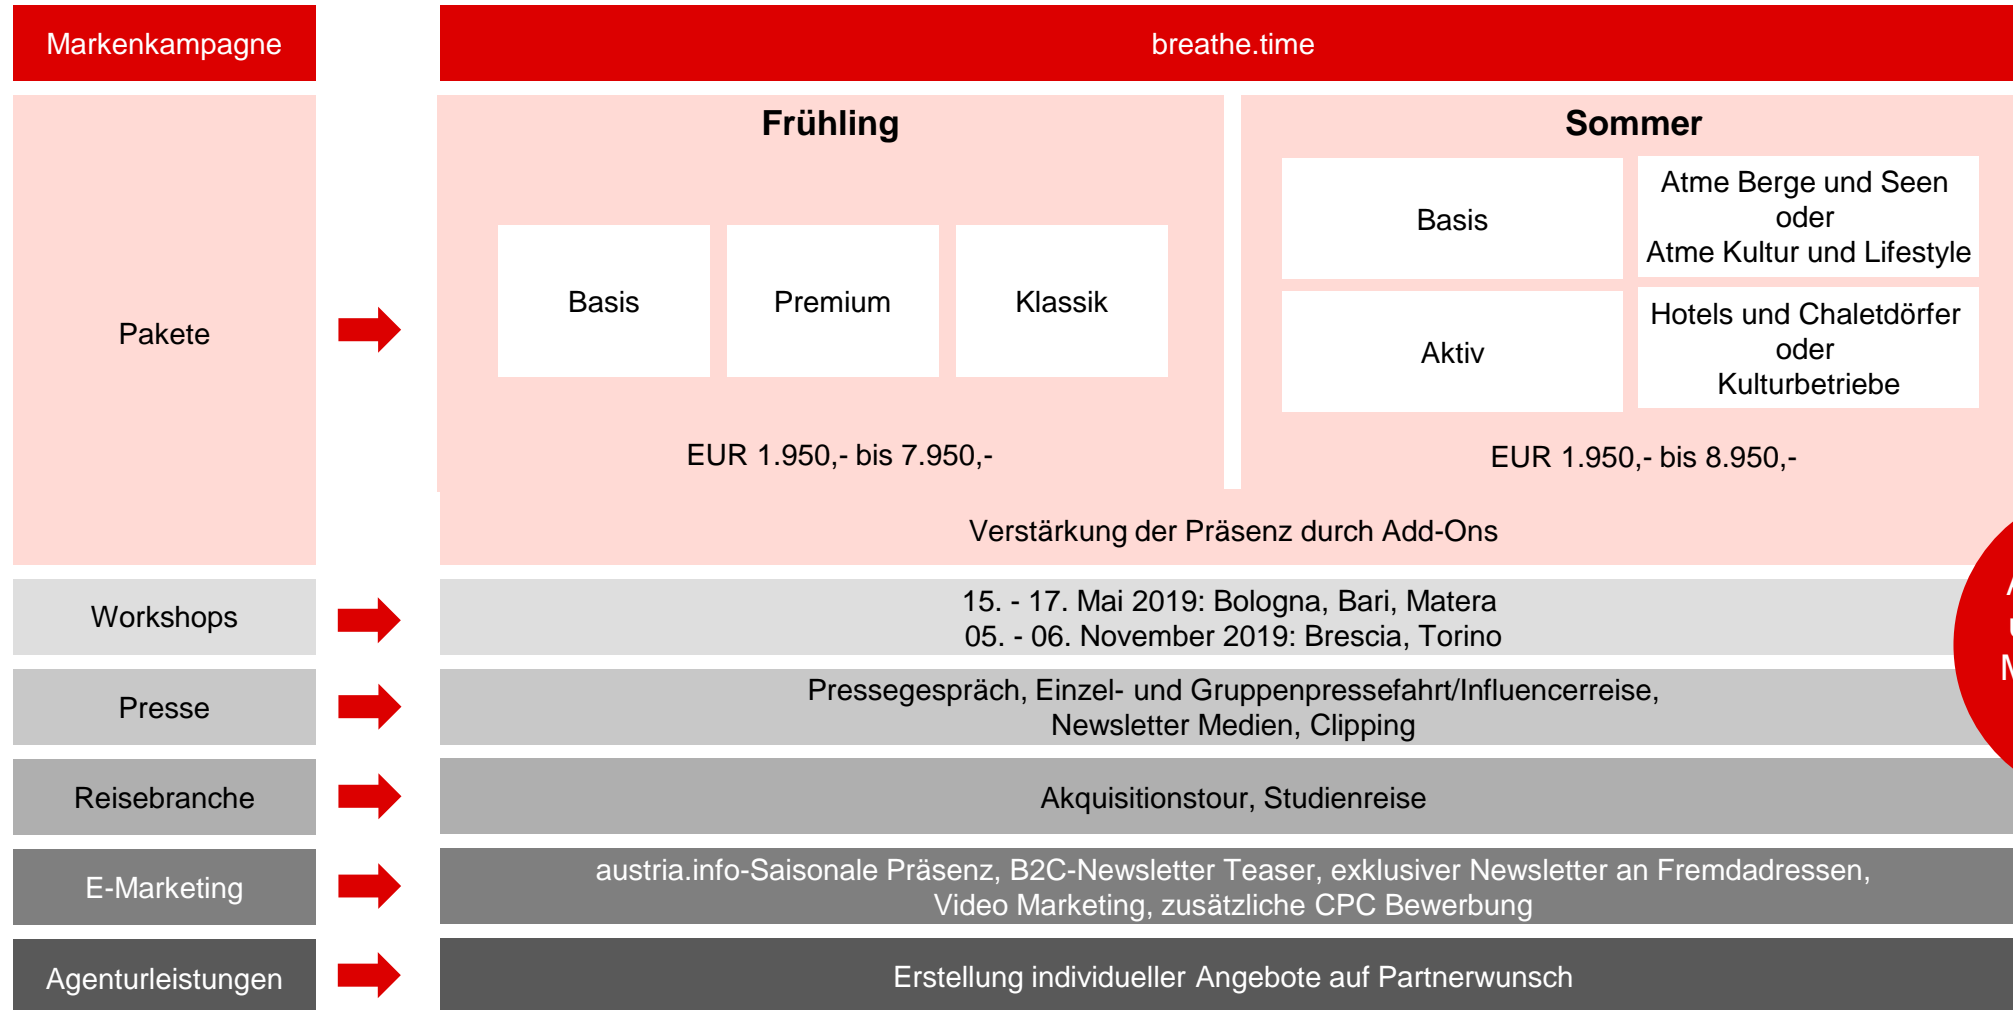 Markenkampagne
breathe.time
Pakete
Frühling
Basis
Premium
Klassik
EUR 1.950,- bis 7.950,-
Sommer
Basis
Atme Berge und Seen
oder
Atme Kultur und Lifestyle
Aktiv
Hotels und Chaletdörfer
oder
Kulturbetriebe
EUR 1.950,- bis 8.950,-
Verstärkung der Präsenz durch Add-Ons
Workshops
15. - 17. Mai 2019: Bologna, Bari, Matera
05. - 06. November 2019: Brescia, Torino
Presse
Pressegespräch, Einzel- und Gruppenpressefahrt/Influencerreise,
Newsletter Medien, Clipping
Reisebranche
Akquisitionstour, Studienreise
E-Marketing
austria.info-Saisonale Präsenz, B2C-Newsletter Teaser, exklusiver Newsletter an Fremdadressen,
Video Marketing, zusätzliche CPC Bewerbung
Agenturleistungen
Erstellung individueller Angebote auf Partnerwunsch